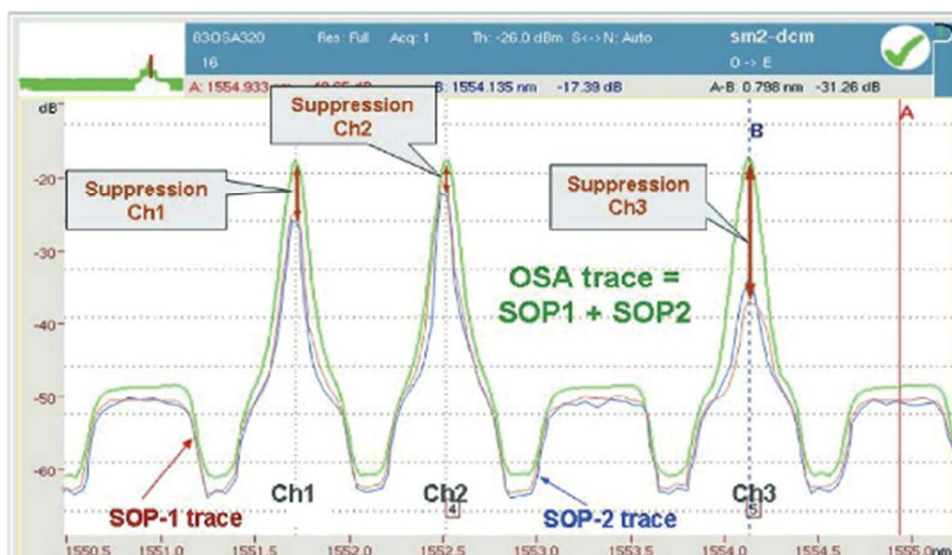 83OSA320 Res: Full Acq: 1 Th: -26.0 dBm S<->N: Auto sm2-dcm
16 O -> E
A: 1554.933 nm B: 1554.135 nm -17.39 dB A-B: 0.798 nm -31.26 dB
dB
Suppression
Ch2
A
B
-20
Suppression
Ch1
Suppression
Ch3
-30
OSA trace =
SOP1 + SOP2
-40
-50
-60
Ch1
Ch2
Ch3
4
5
SOP-1 trace
SOP-2 trace
1550.5 1551.0 1551.5 1552.0 1552.5 1553.0 1553.5 1554.0 1554.5 1555.0